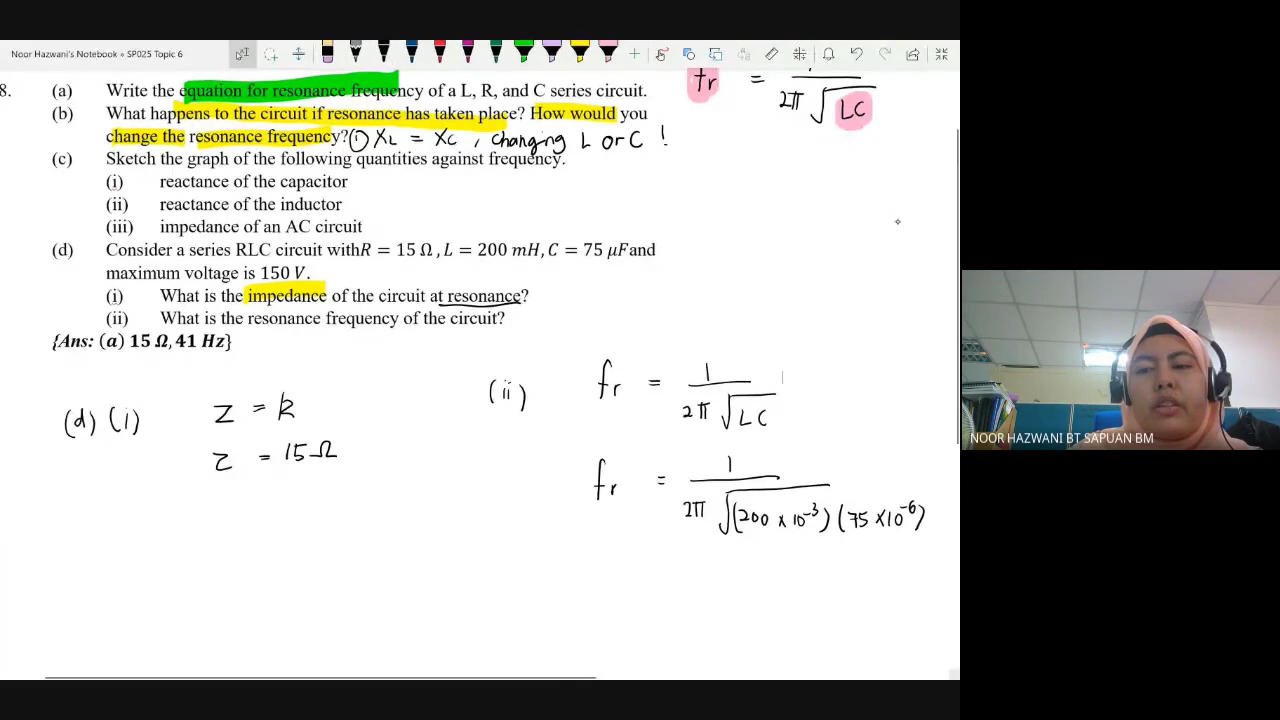 Noor Hazwani's Notebook » SP025 Topic 6
8. (a) Write the equation for resonance frequency of a L, R, and C series circuit.
fr = 1 / 2π √LC
(b) What happens to the circuit if resonance has taken place? How would you
change the resonance frequency? ① XL = XC , changing L or C !
(c) Sketch the graph of the following quantities against frequency.
(i) reactance of the capacitor
(ii) reactance of the inductor
(iii) impedance of an AC circuit
(d) Consider a series RLC circuit withR = 15 Ω , L = 200 mH, C = 75 μFand
maximum voltage is 150 V.
(i) What is the impedance of the circuit at resonance?
(ii) What is the resonance frequency of the circuit?
{Ans: (a) 15 Ω, 41 Hz}
(d) (i) Z = R
Z = 15 Ω
(ii) fr = 1 / 2π √LC
fr = 1 / 2π √(200 × 10⁻³) (75 × 10⁻⁶)
NOOR HAZWANI BT SAPUAN BM